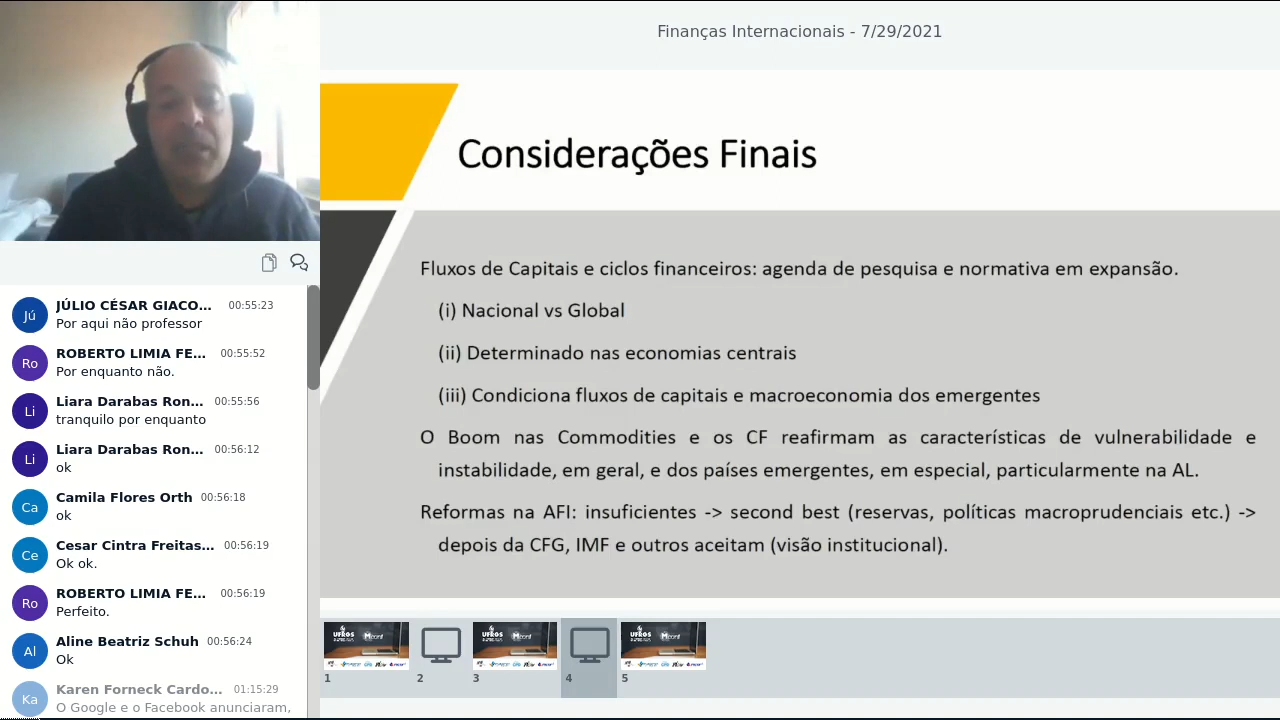 Finanças Internacionais - 7/29/2021
Considerações Finais
Fluxos de Capitais e ciclos financeiros: agenda de pesquisa e normativa em expansão.
(i) Nacional vs Global
(ii) Determinado nas economias centrais
(iii) Condiciona fluxos de capitais e macroeconomia dos emergentes
O Boom nas Commodities e os CF reafirmam as características de vulnerabilidade e
instabilidade, em geral, e dos países emergentes, em especial, particularmente na AL.
Reformas na AFI: insuficientes -> second best (reservas, políticas macroprudenciais etc.) ->
depois da CFG, IMF e outros aceitam (visão institucional).
Jú JÚLIO CÉSAR GIACO... 00:55:23
Por aqui não professor
Ro ROBERTO LIMIA FE... 00:55:52
Por enquanto não.
Li Liara Darabas Ron... 00:55:56
tranquilo por enquanto
Li Liara Darabas Ron... 00:56:12
ok
Ca Camila Flores Orth 00:56:18
ok
Ce Cesar Cintra Freitas... 00:56:19
Ok ok.
Ro ROBERTO LIMIA FE... 00:56:19
Perfeito.
Al Aline Beatriz Schuh 00:56:24
Ok
Ka Karen Forneck Cardo... 01:15:29
O Google e o Facebook anunciaram,
UFRGS Mconf
UFRGS Mconf
UFRGS Mconf
1 2 3 4 5